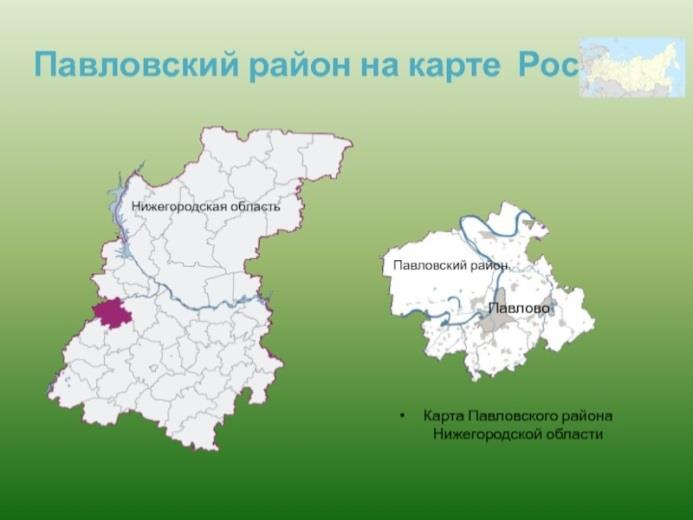 Павловский район на карте Рос
Нижегородская область
Павловский район
Павлово
• Карта Павловского района
Нижегородской области